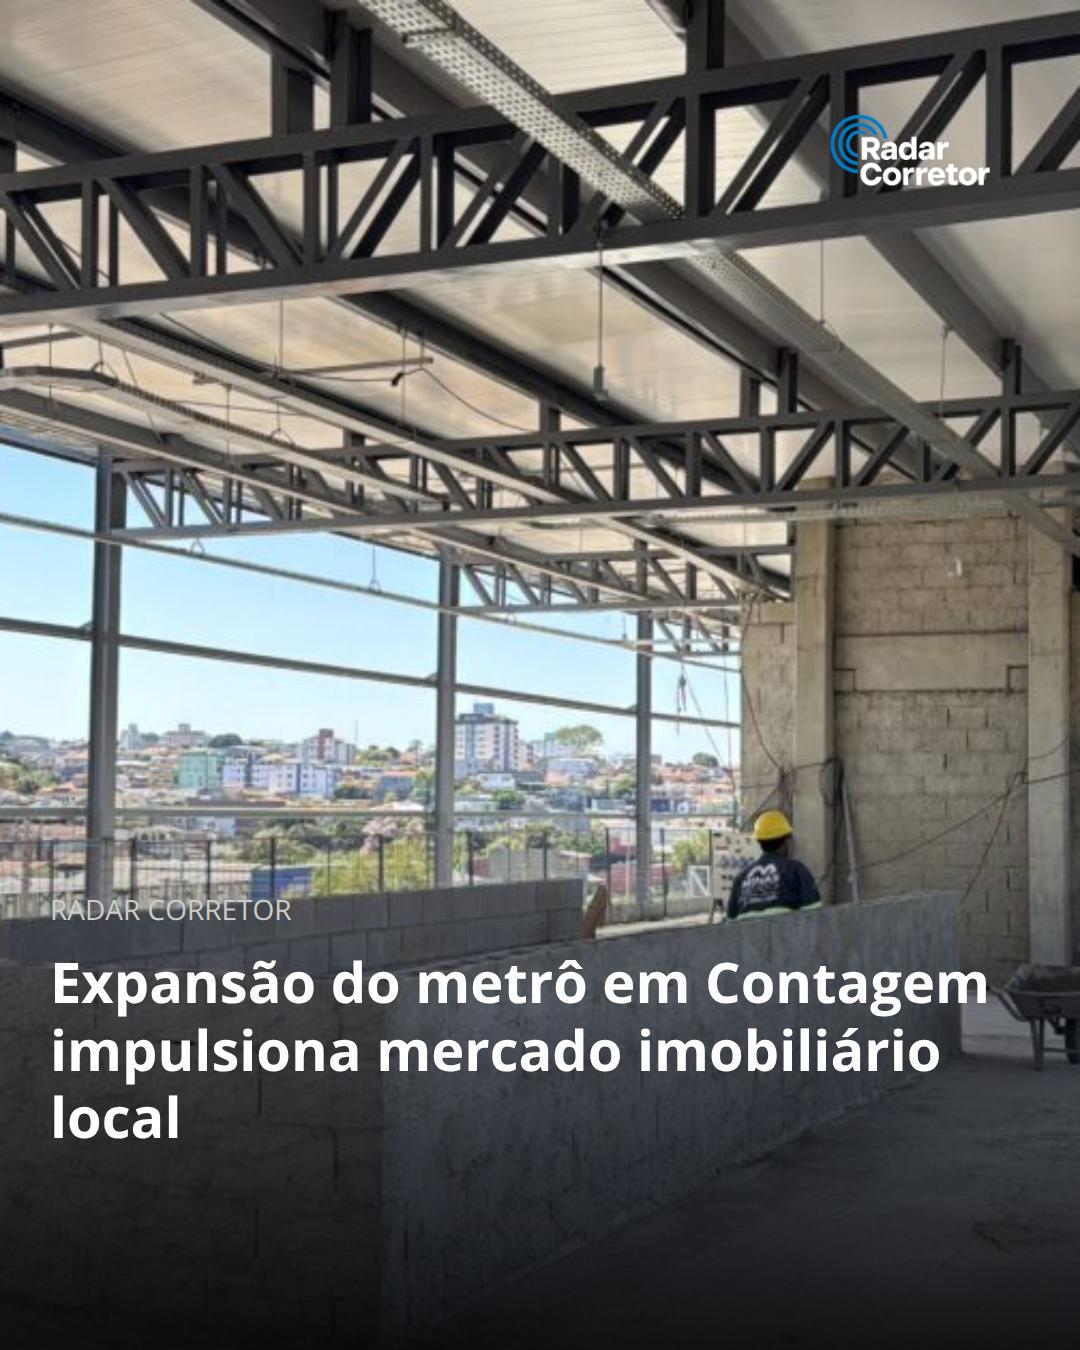 Radar
Corretor
RADAR CORRETOR
Expansão do metrô em Contagem
impulsiona mercado imobiliário
local